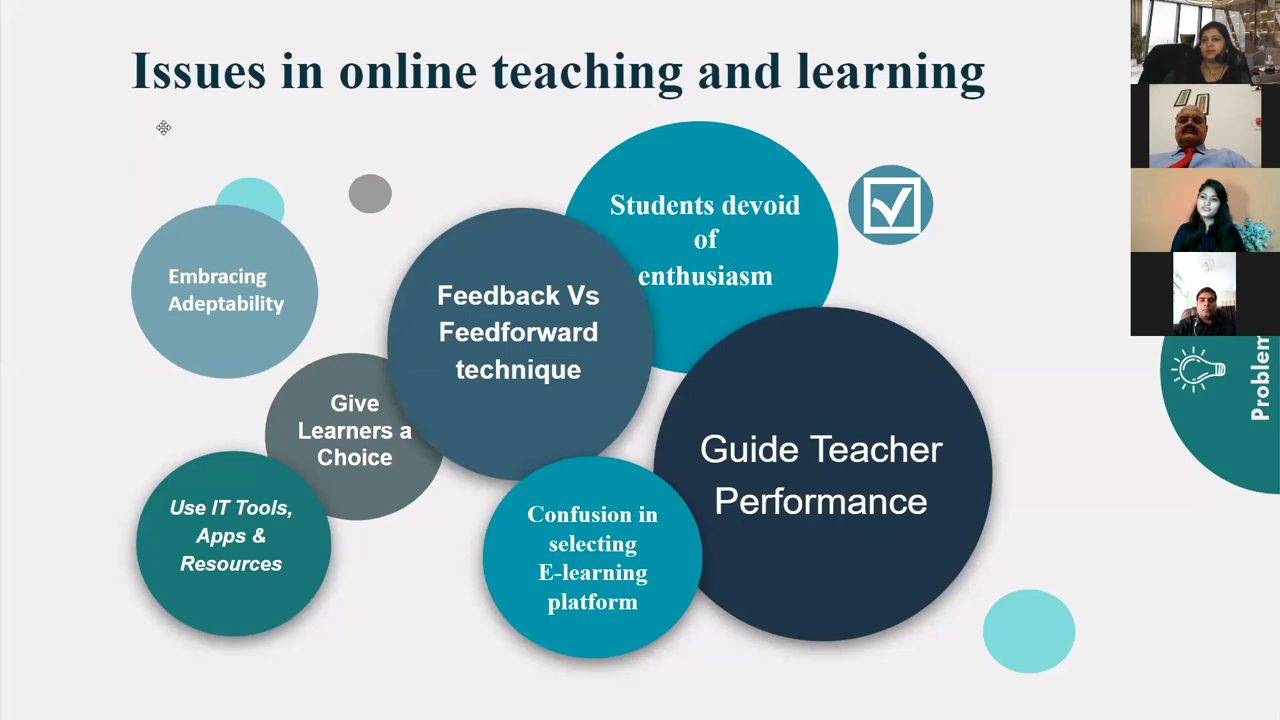 Issues in online teaching and learning
Students devoid
of
enthusiasm
Embracing
Adeptability
Feedback Vs
Feedforward
technique
Give
Learners a
Choice
Guide Teacher
Performance
Use IT Tools,
Apps &
Resources
Confusion in
selecting
E-learning
platform
Problem